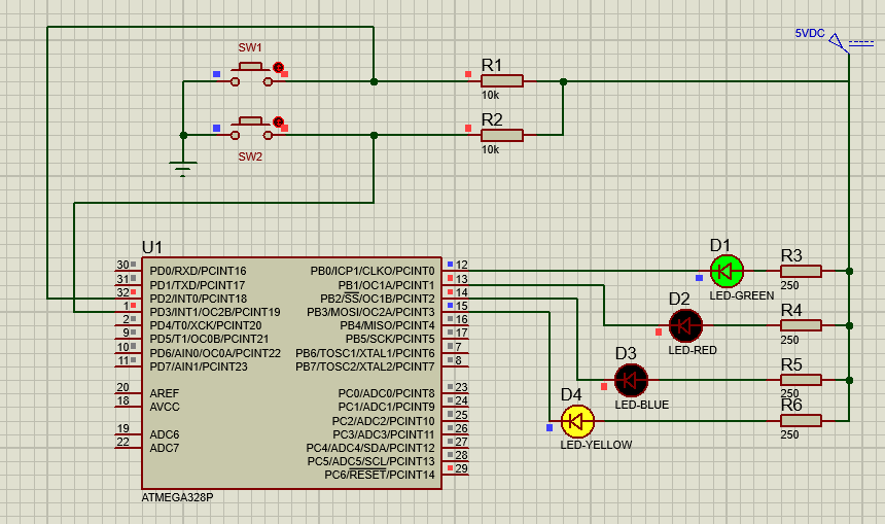 5VDC
SW1
R1
10k
R2
10k
SW2
U1
30 PD0/RXD/PCINT16 PB0/ICP1/CLKO/PCINT0 12
31 PD1/TXD/PCINT17 PB1/OC1A/PCINT1 13
32 PD2/INT0/PCINT18 PB2/SS/OC1B/PCINT2 14
1 PD3/INT1/OC2B/PCINT19 PB3/MOSI/OC2A/PCINT3 15
2 PD4/T0/XCK/PCINT20 PB4/MISO/PCINT4 16
9 PD5/T1/OC0B/PCINT21 PB5/SCK/PCINT5 17
10 PD6/AIN0/OC0A/PCINT22 PB6/TOSC1/XTAL1/PCINT6 7
11 PD7/AIN1/PCINT23 PB7/TOSC2/XTAL2/PCINT7 8
20 AREF PC0/ADC0/PCINT8 23
18 AVCC PC1/ADC1/PCINT9 24
PC2/ADC2/PCINT10 25
19 ADC6 PC3/ADC3/PCINT11 26
22 ADC7 PC4/ADC4/SDA/PCINT12 27
PC5/ADC5/SCL/PCINT13 28
PC6/RESET/PCINT14 29
ATMEGA328P
D1
LED-GREEN
R3
250
D2
LED-RED
R4
250
D3
LED-BLUE
R5
250
D4
LED-YELLOW
R6
250